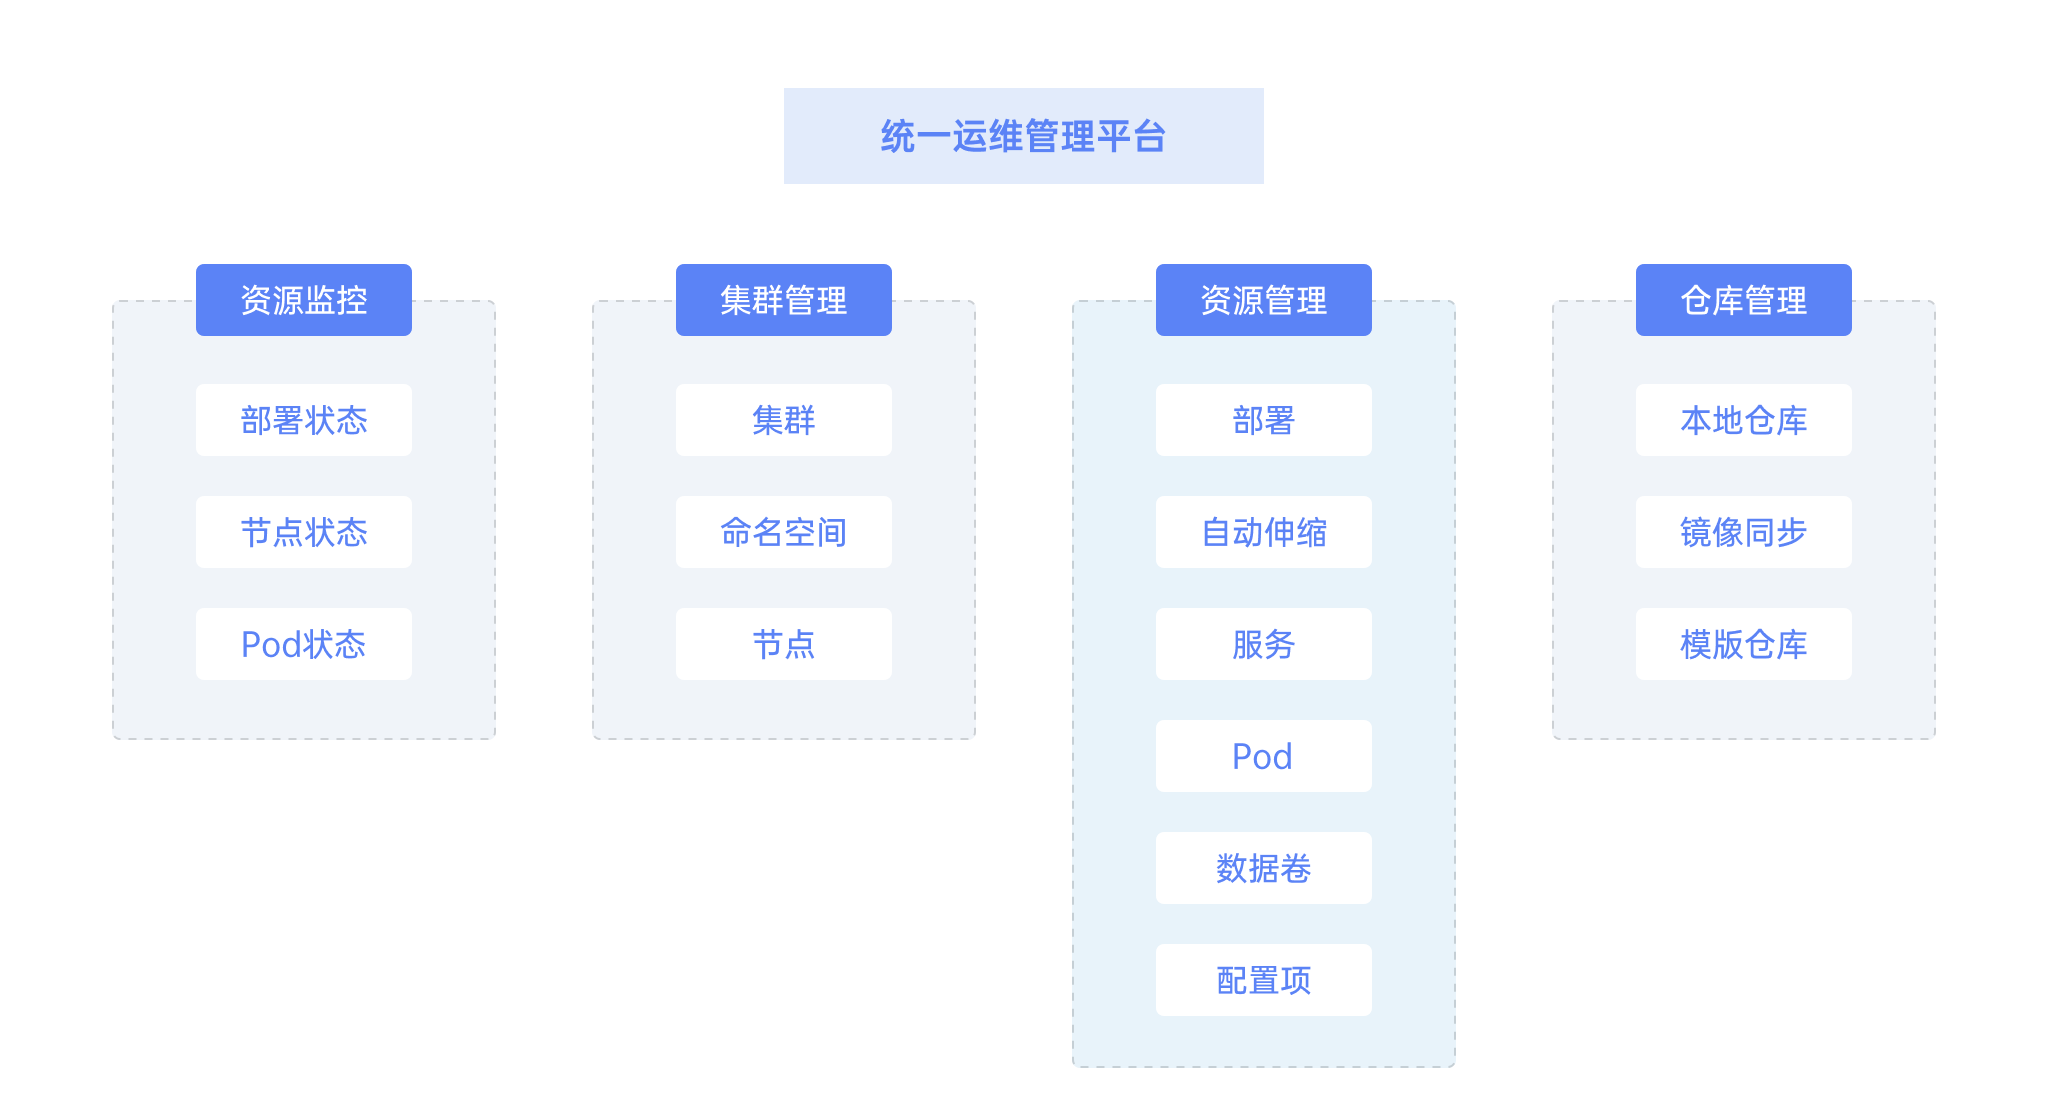 统一运维管理平台
资源监控
部署状态
节点状态
Pod状态
集群管理
集群
命名空间
节点
资源管理
部署
自动伸缩
服务
Pod
数据卷
配置项
仓库管理
本地仓库
镜像同步
模版仓库